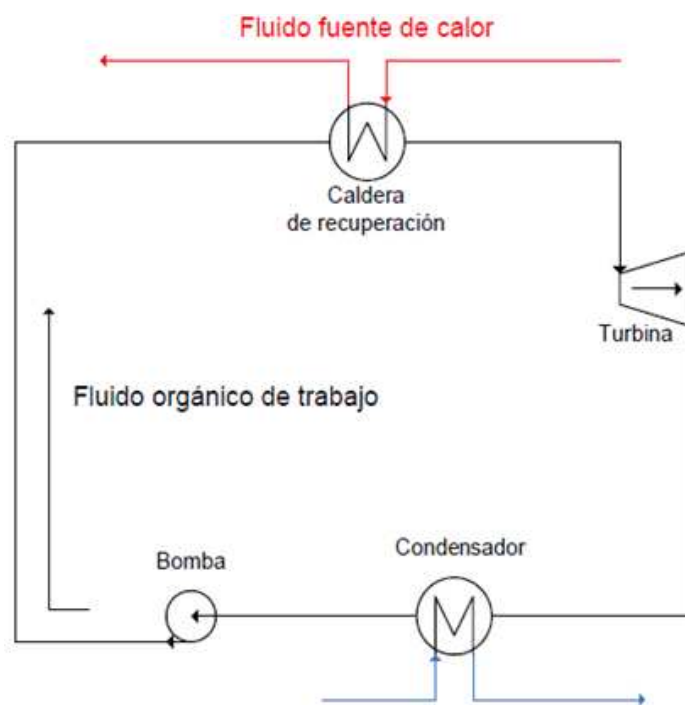 Fluido fuente de calor
Caldera
de recuperación
Turbina
Fluido orgánico de trabajo
Bomba
Condensador